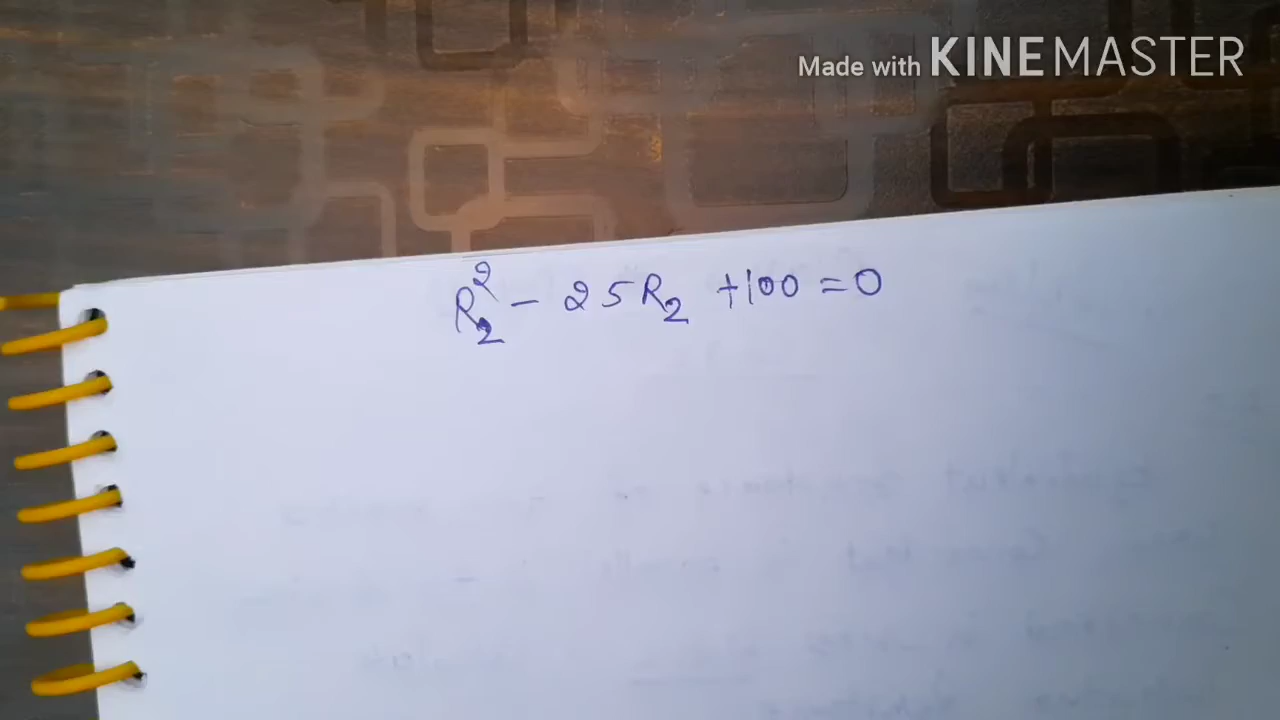 Made with KINEMASTER
R₂² - 25R₂ +100 = 0